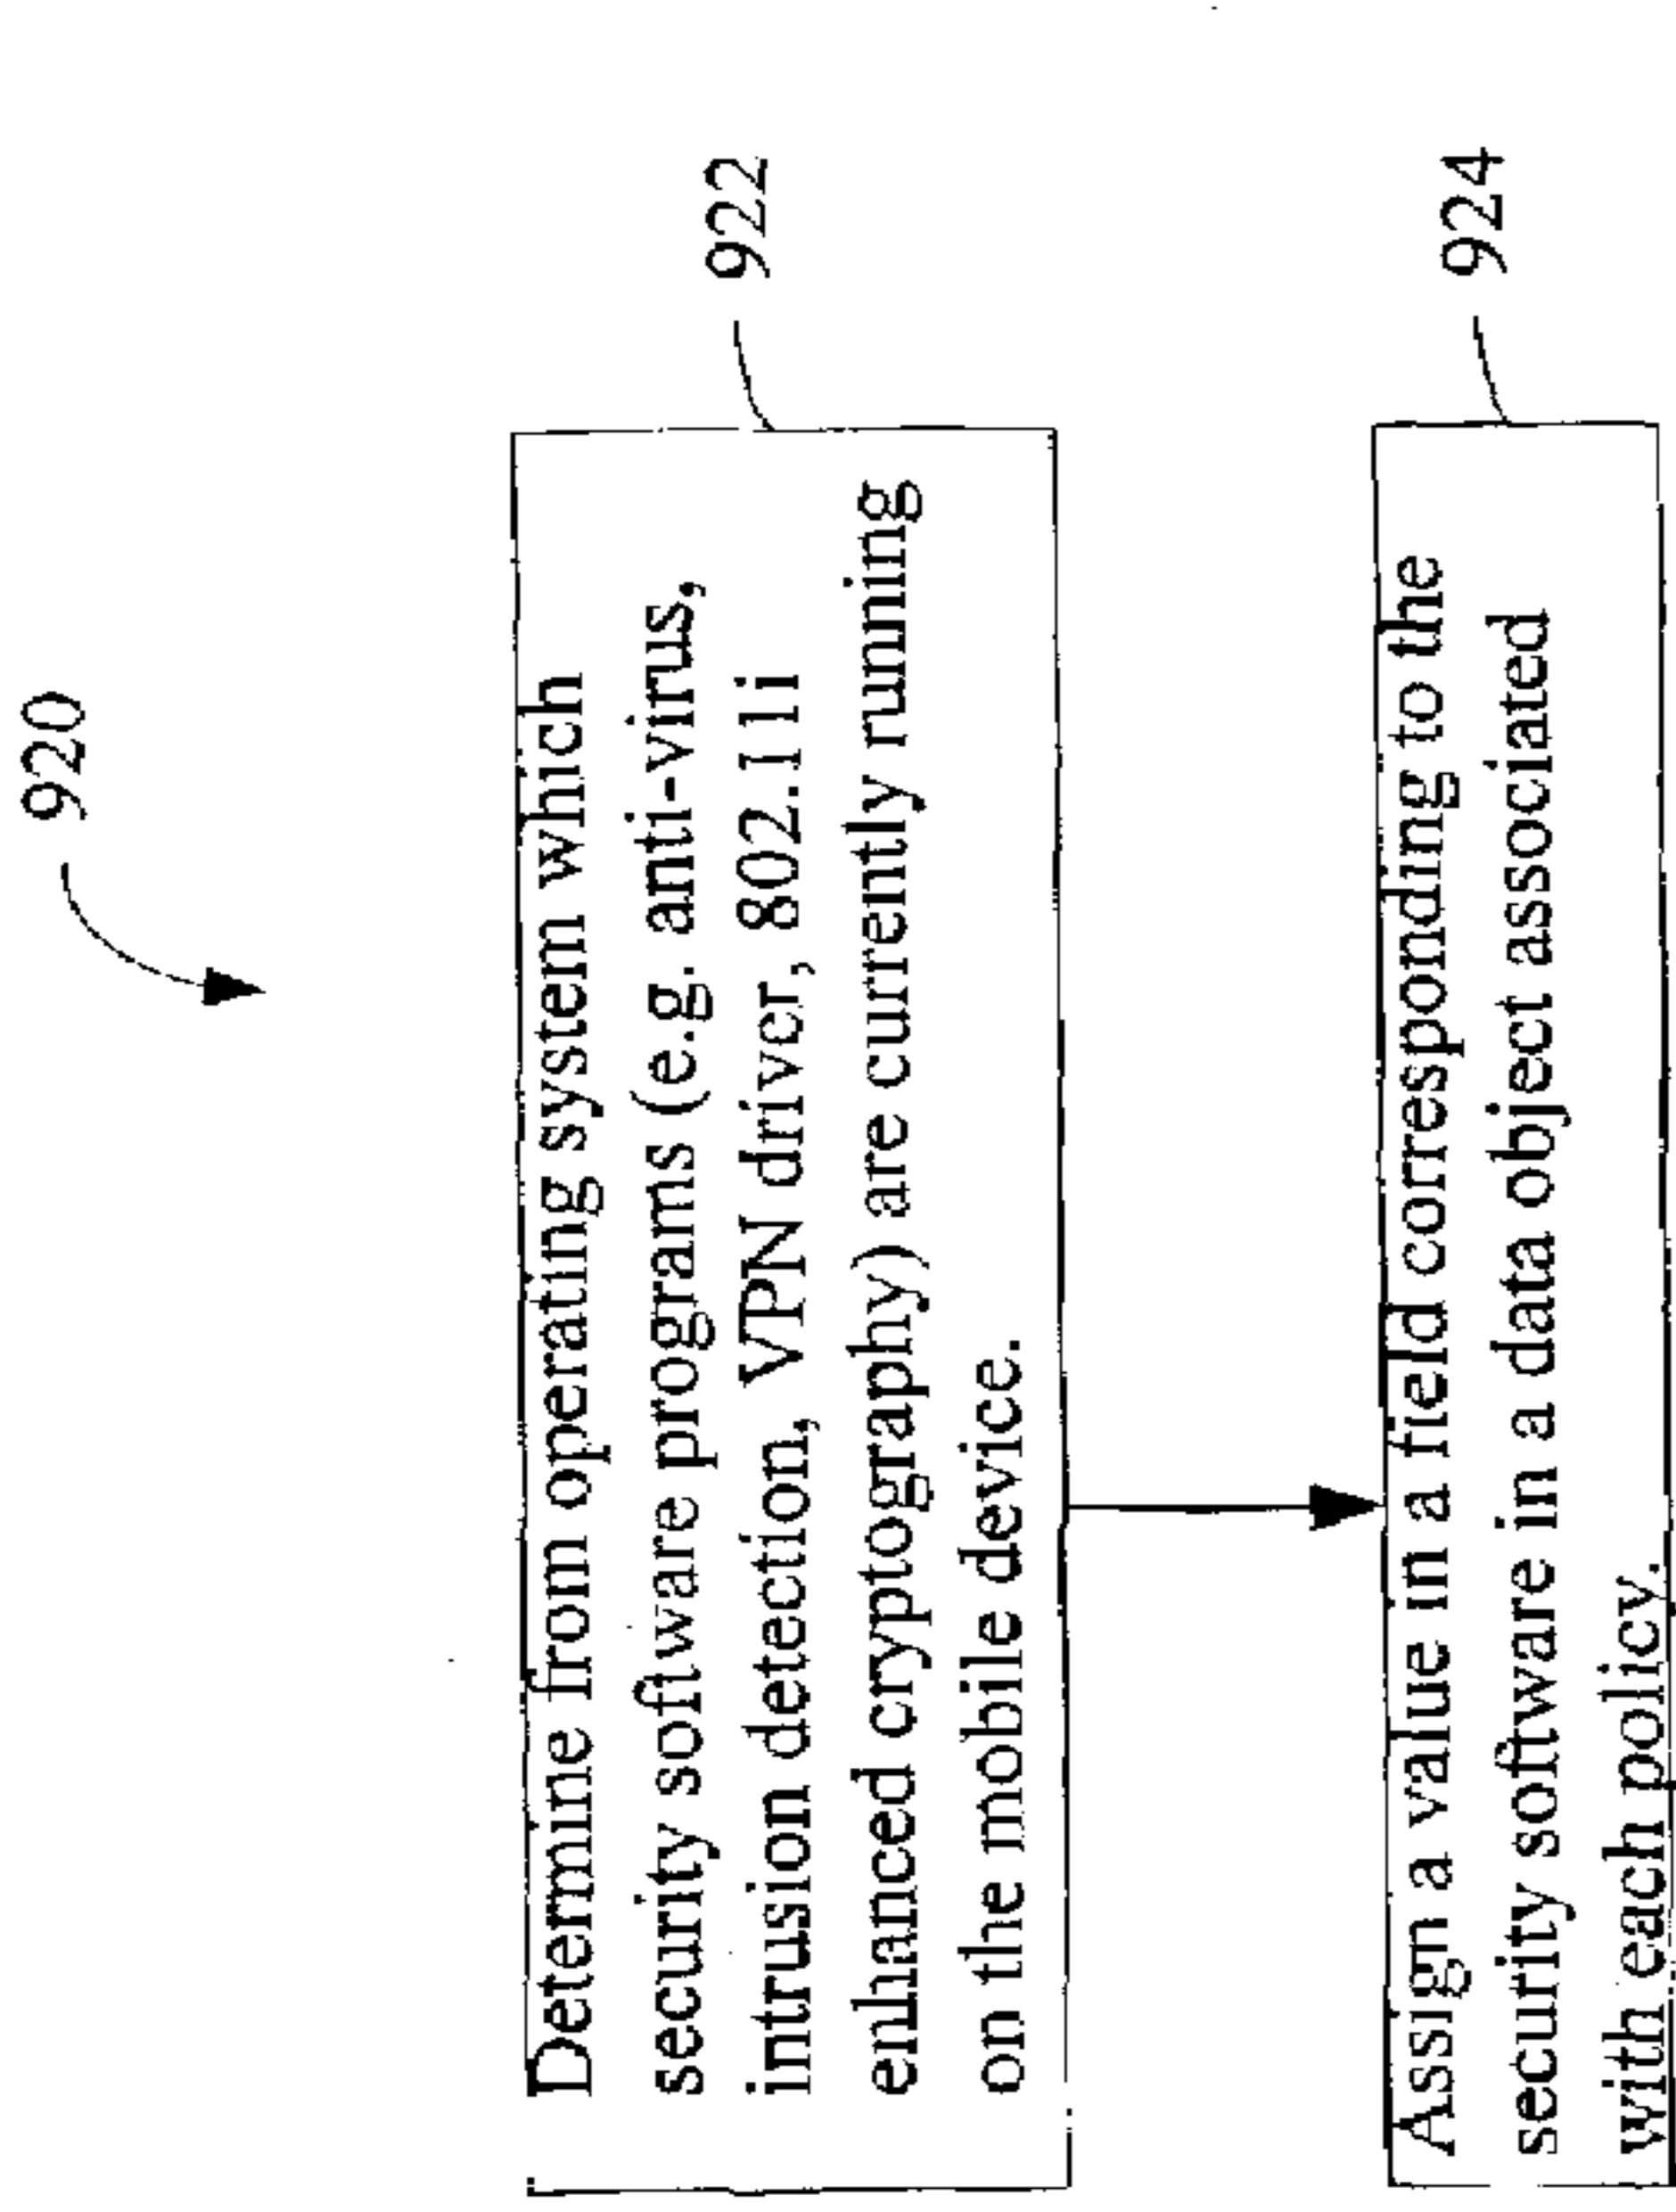 920
922
Determine from operating system which
security software programs (e.g. anti-virus,
intrusion detection, VPN driver, 802.11i
enhanced cryptography) are currently running
on the mobile device.
924
Assign a value in a field corresponding to the
security software in a data object associated
with each policy.